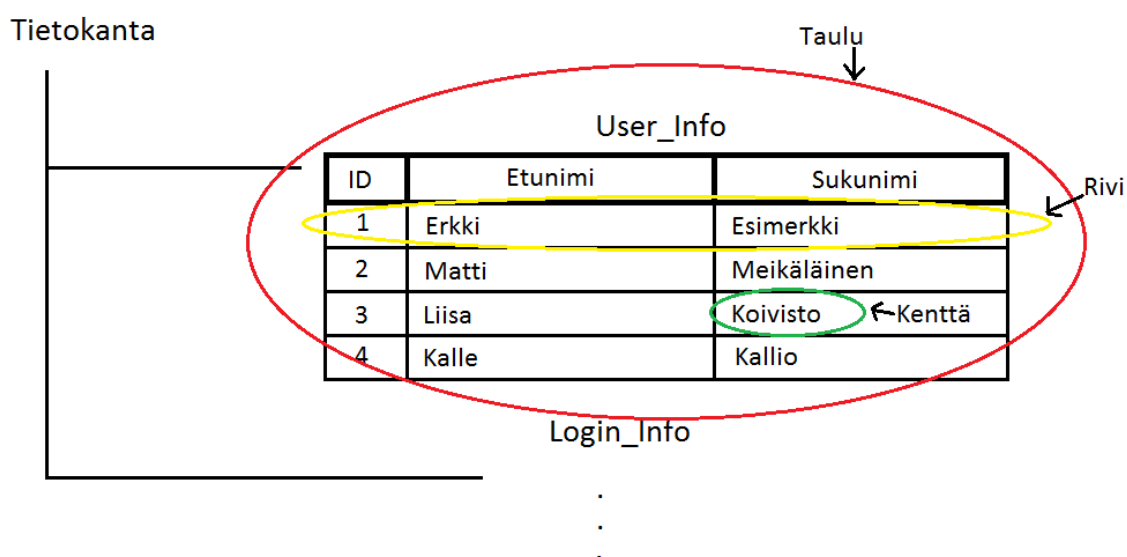 Tietokanta
Taulu
User_Info
ID Etunimi Sukunimi
Rivi
1 Erkki Esimerkki
2 Matti Meikäläinen
3 Liisa Koivisto Kenttä
4 Kalle Kallio
Login_Info
.
.
.